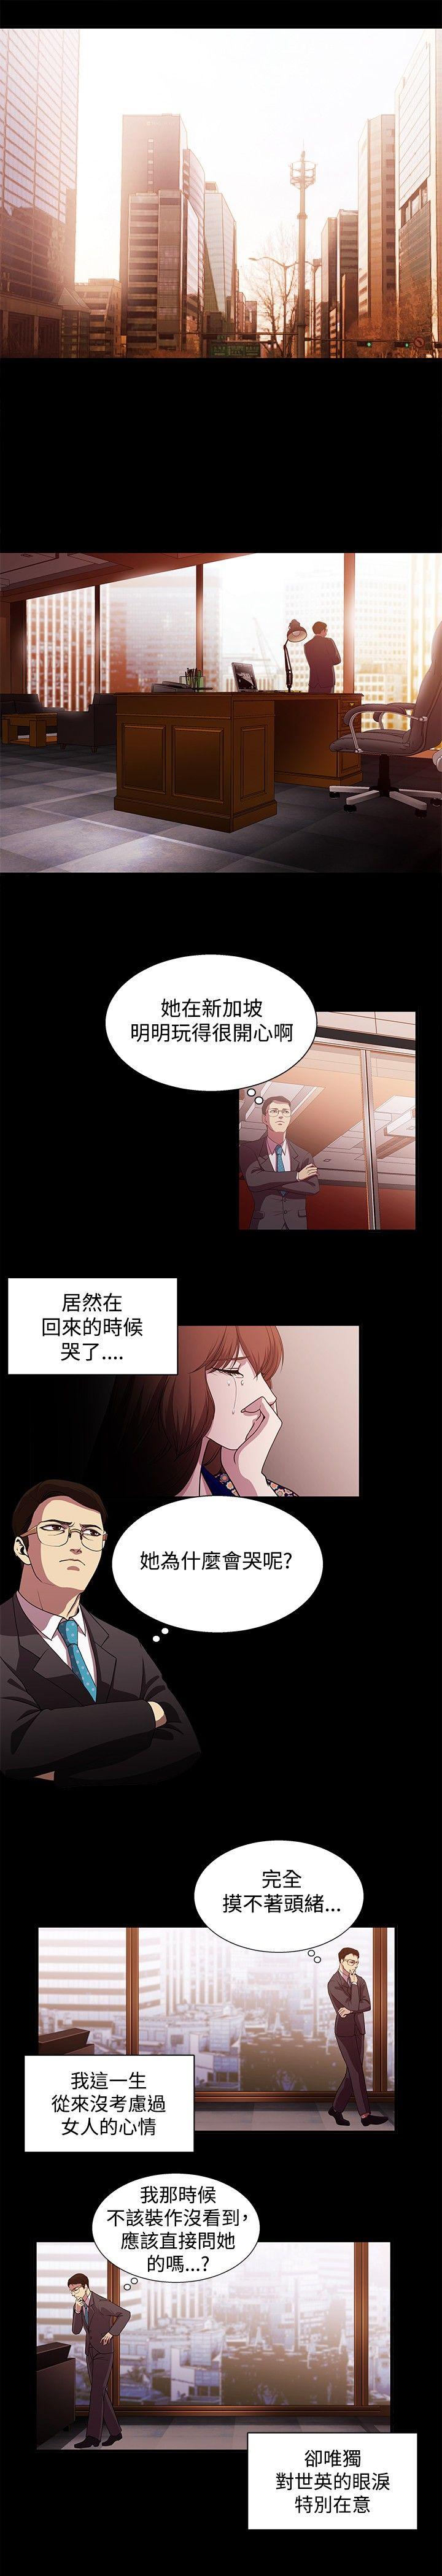 她在新加坡
明明玩得很開心啊
居然在
回來的時候
哭了....
她為什麼會哭呢?
完全
摸不著頭緒...
我這一生
從來沒考慮過
女人的心情
我那時候
不該裝作沒看到,
應該直接問她
的嗎...?
卻唯獨
對世英的眼淚
特別在意